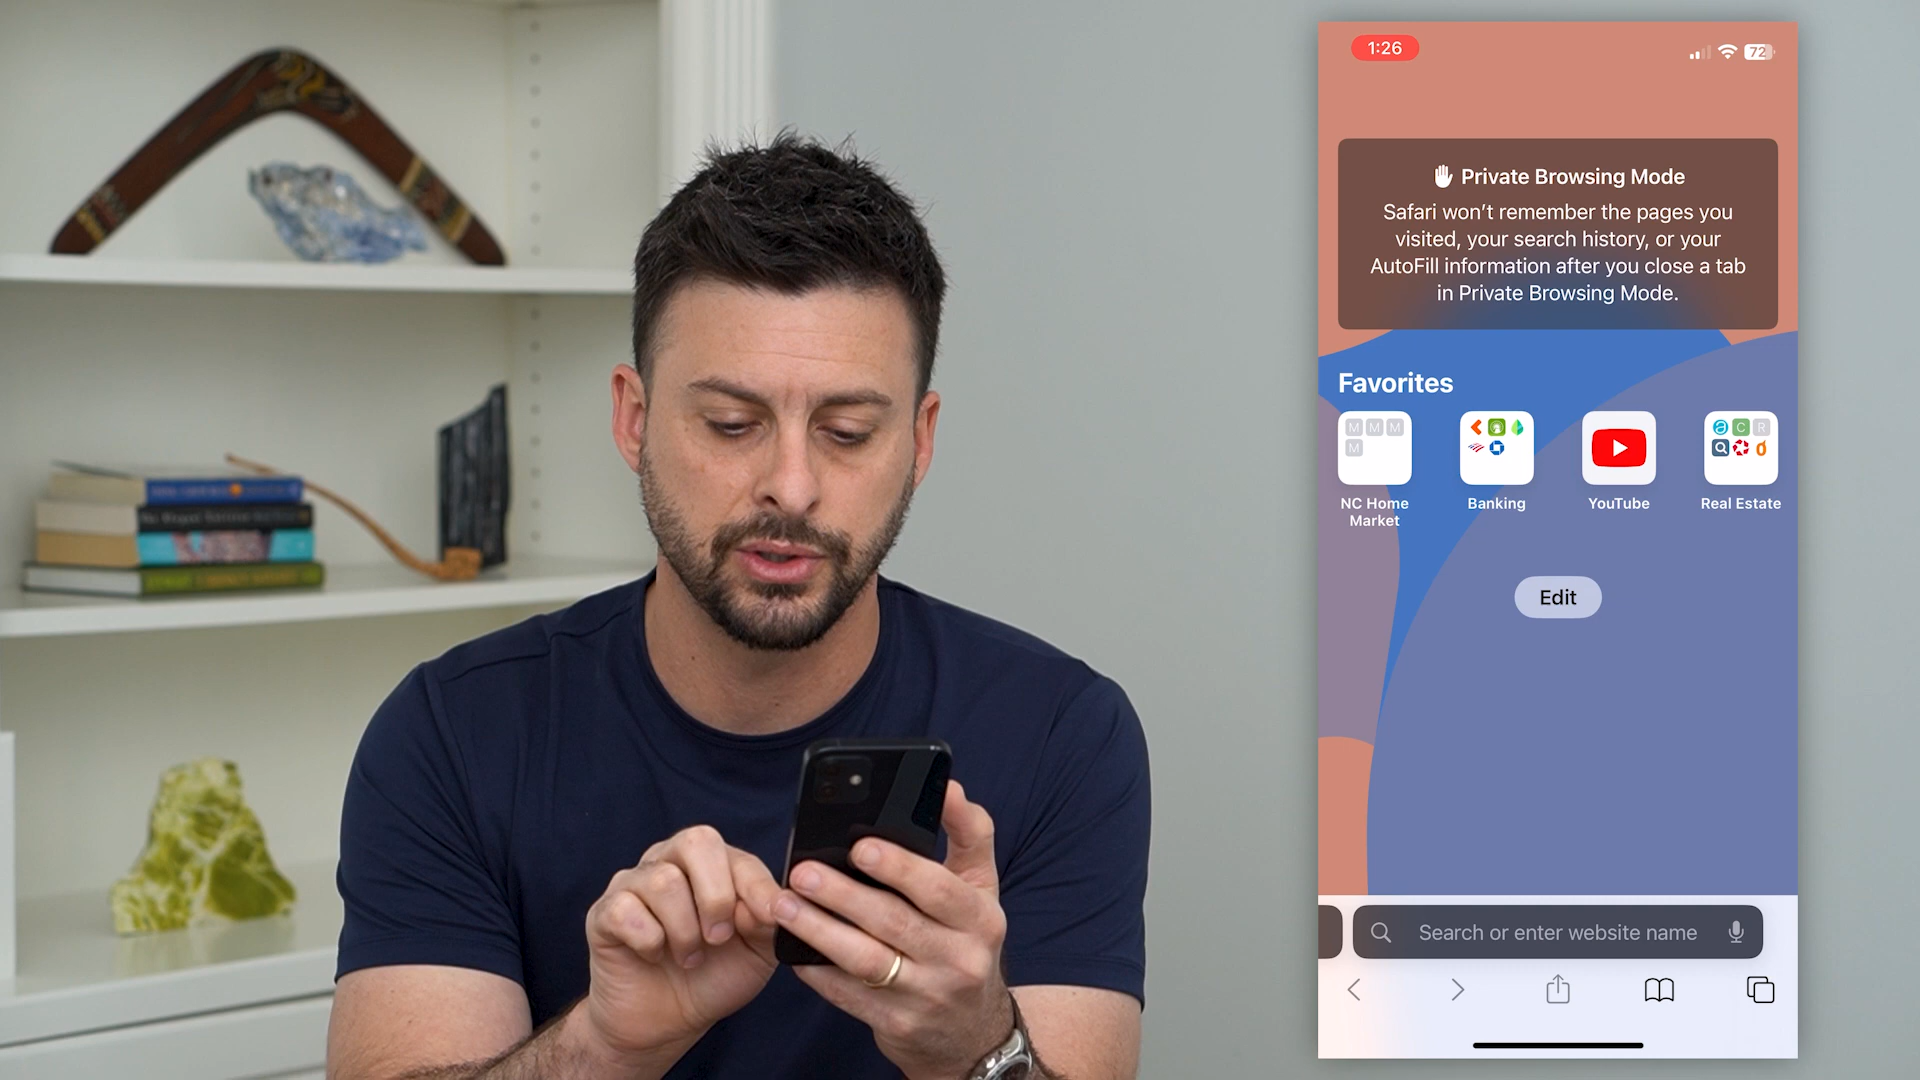 1:26
72
Private Browsing Mode
Safari won't remember the pages you
visited, your search history, or your
AutoFill information after you close a tab
in Private Browsing Mode.
Favorites
M M M
M
C R
NC Home
Market
Banking
YouTube
Real Estate
Edit
Search or enter website name